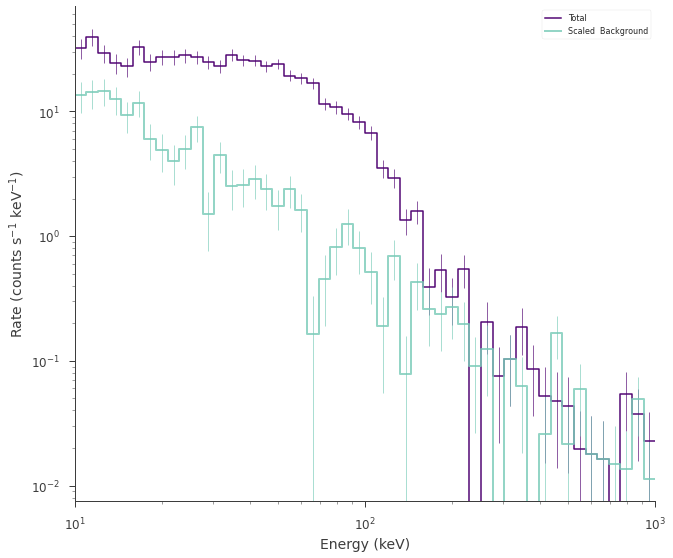 Total
Scaled  Background
Rate (counts s⁻¹ keV⁻¹)
10¹
10⁰
10⁻¹
10⁻²
10¹
10²
10³
Energy (keV)